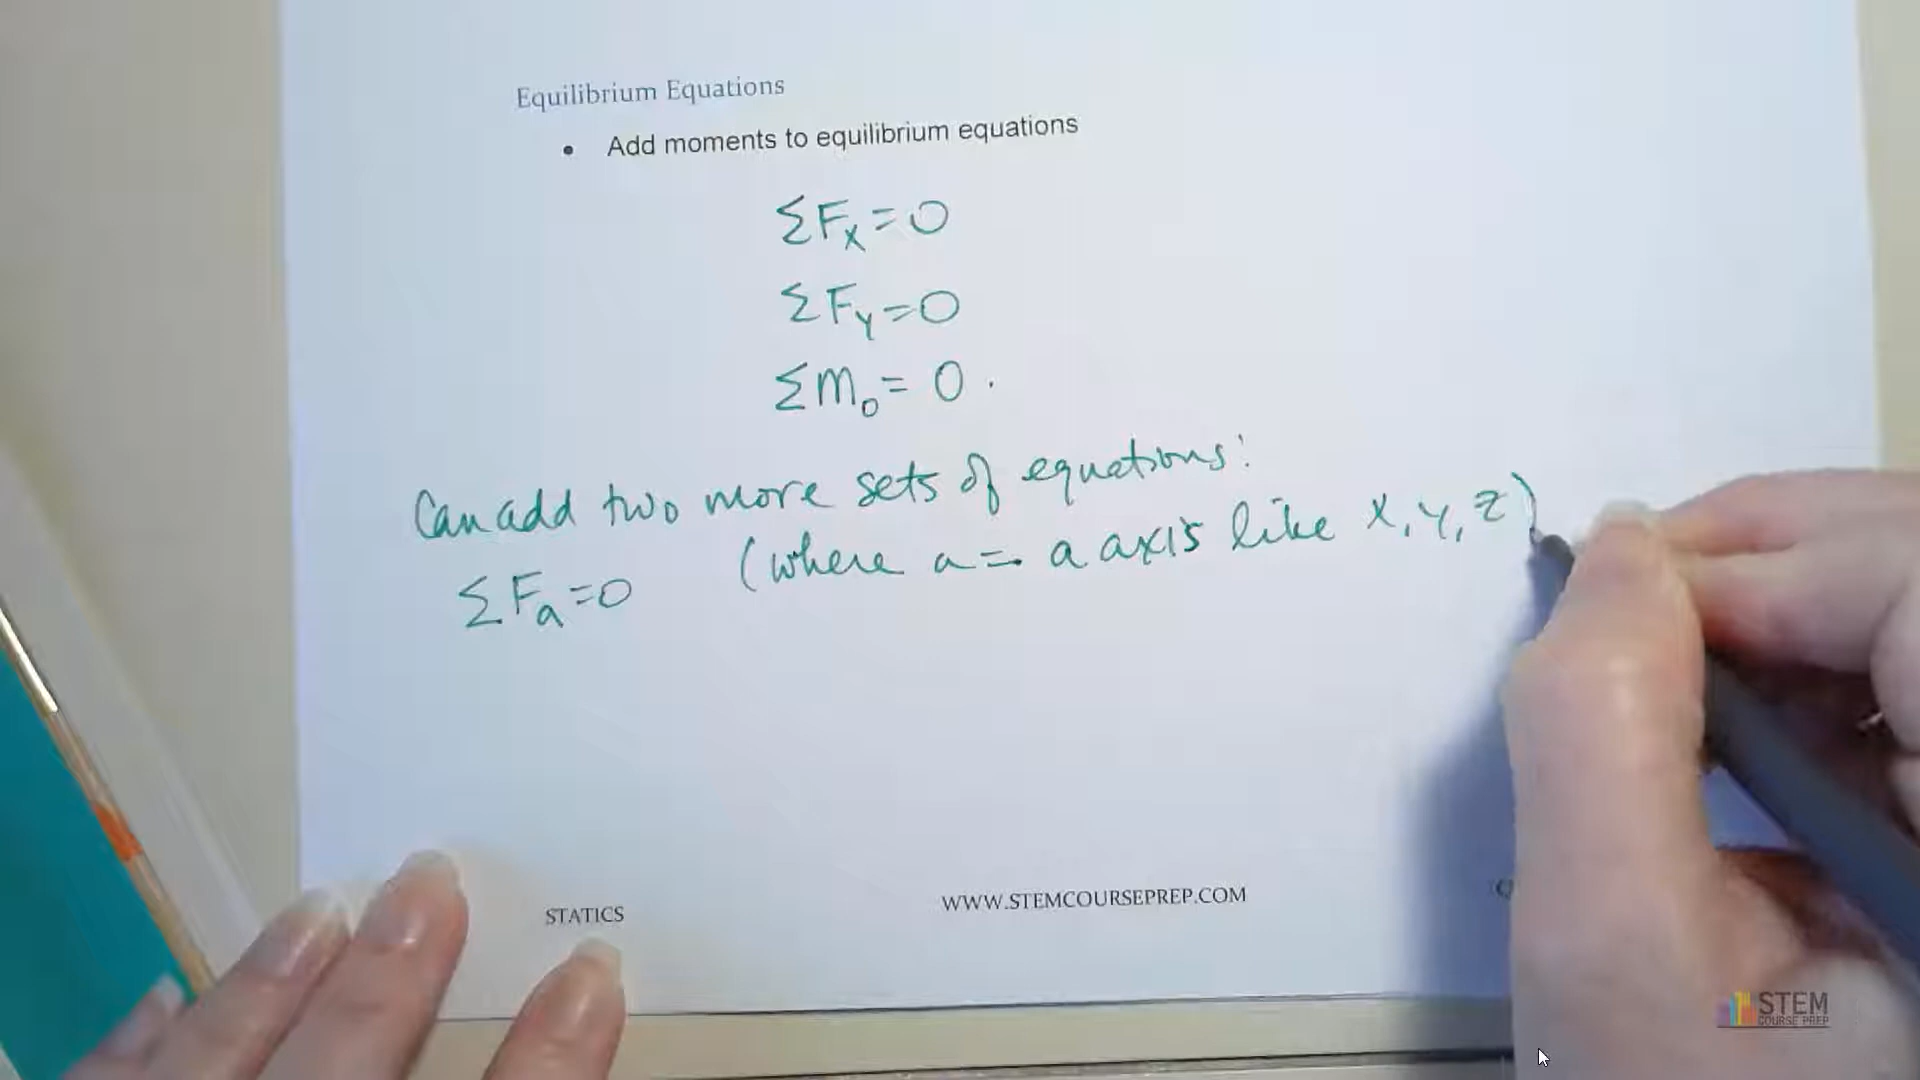 Equilibrium Equations
• Add moments to equilibrium equations
ΣFx=0
ΣFy=0
ΣMo=0.
Can add two more sets of equations:
(where a = a axis like x, y, z)
ΣFa=0
STATICS
WWW.STEMCOURSEPREP.COM
STEM
COURSE PREP